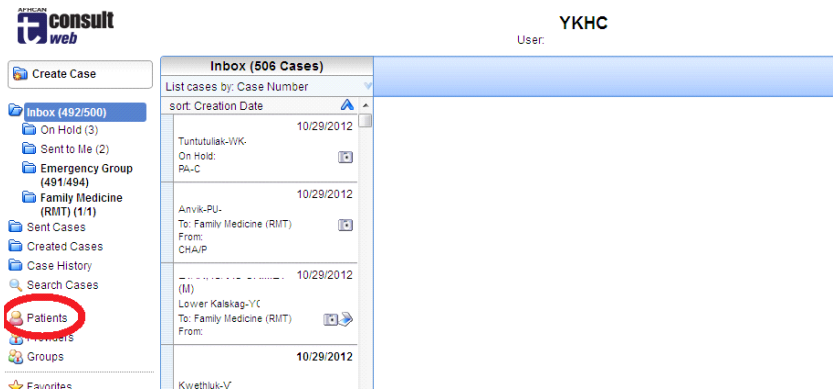 AFHCAN
consult
web
YKHC
User:
Create Case
Inbox (492/500)
On Hold (3)
Sent to Me (2)
Emergency Group
(491/494)
Family Medicine
(RMT) (1/1)
Sent Cases
Created Cases
Case History
Search Cases
Patients
Providers
Groups
Favorites
Inbox (506 Cases)
List cases by: Case Number
sort: Creation Date
10/29/2012
Tuntutuliak-WK-
On Hold:
PA-C
10/29/2012
Anvik-PU-
To: Family Medicine (RMT)
From:
CHA/P
10/29/2012
(M)
Lower Kalskag-YC
To: Family Medicine (RMT)
From:
10/29/2012
Kwethluk-V